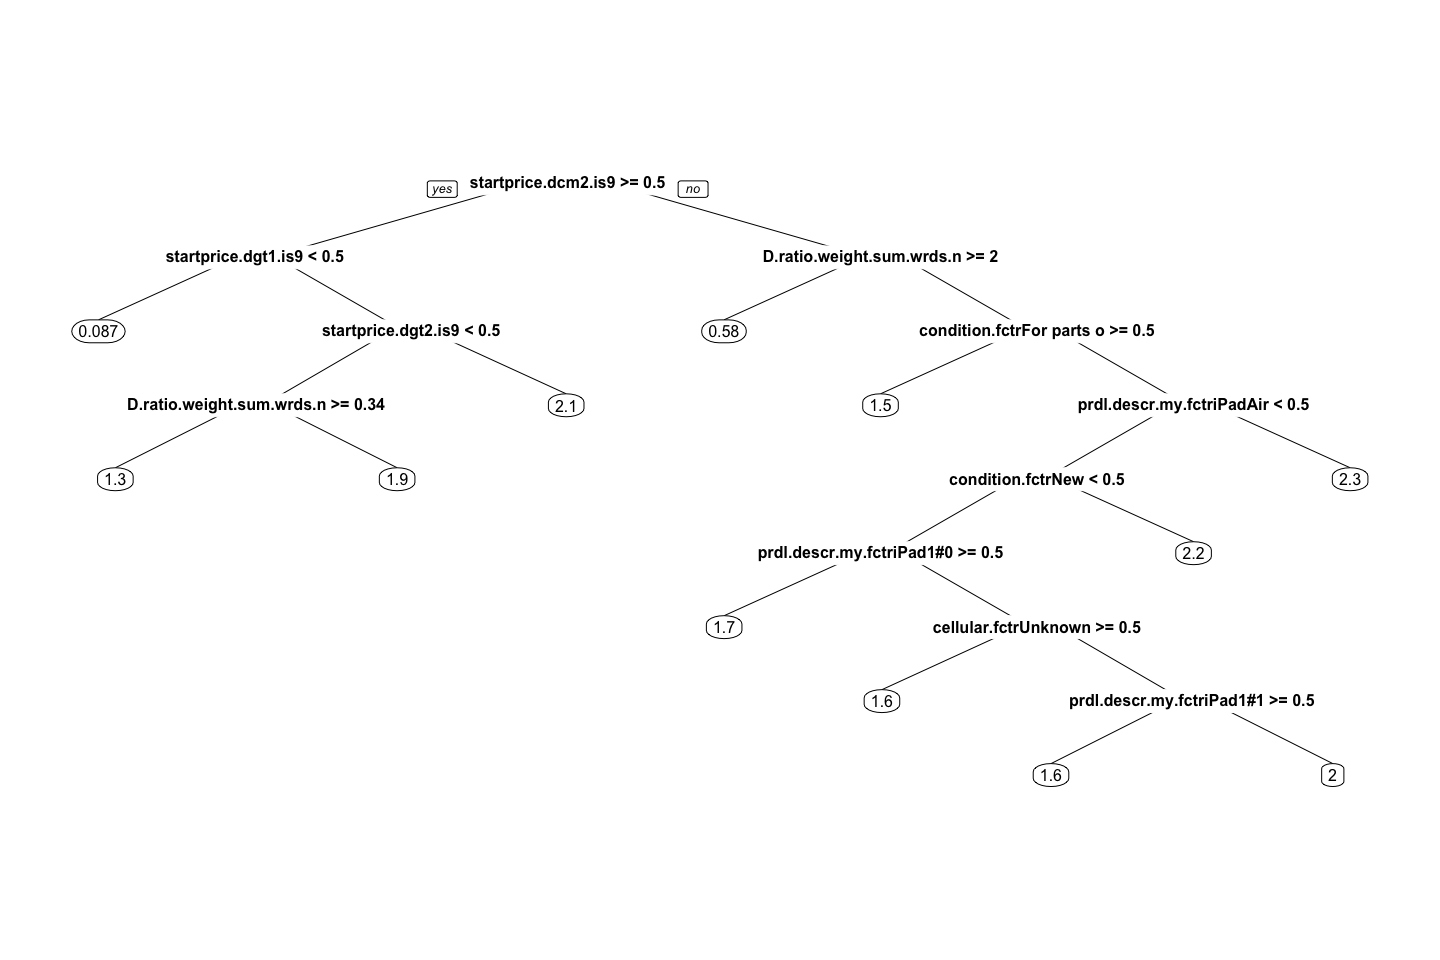 yes startprice.dcm2.is9 >= 0.5 no
startprice.dgt1.is9 < 0.5 D.ratio.weight.sum.wrds.n >= 2
0.087 startprice.dgt2.is9 < 0.5 0.58 condition.fctrFor parts o >= 0.5
D.ratio.weight.sum.wrds.n >= 0.34 2.1 1.5 prdl.descr.my.fctriPadAir < 0.5
1.3 1.9 condition.fctrNew < 0.5 2.3
prdl.descr.my.fctriPad1#0 >= 0.5 2.2
1.7 cellular.fctrUnknown >= 0.5
1.6 prdl.descr.my.fctriPad1#1 >= 0.5
1.6 2